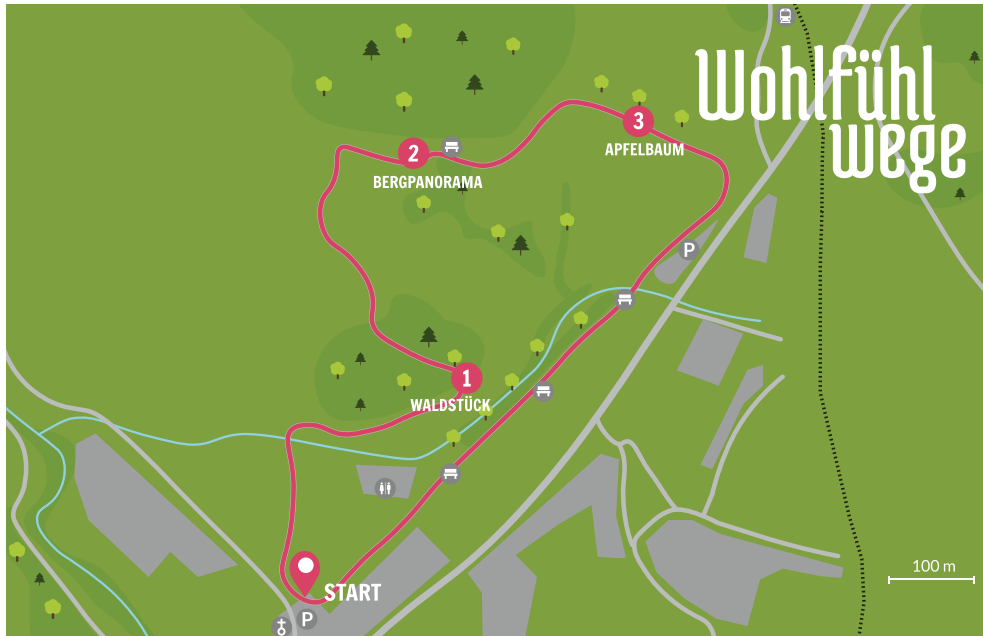 Wohlfühl
wege
3
APFELBAUM
2
BERGPANORAMA
P
1
WALDSTÜCK
100 m
START
P